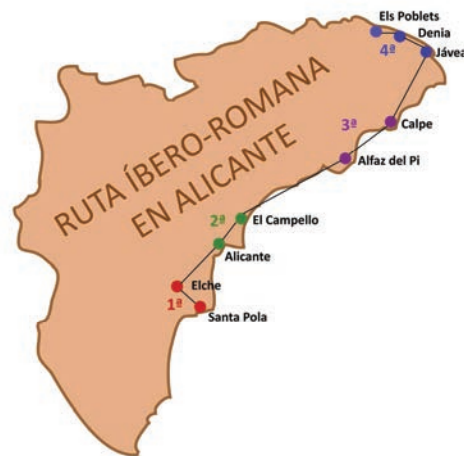 Els Poblets
Denia
4ª
Jávea
RUTA ÍBERO-ROMANA
EN ALICANTE
3ª
Calpe
Alfaz del Pi
2ª
El Campello
Alicante
Elche
1ª
Santa Pola